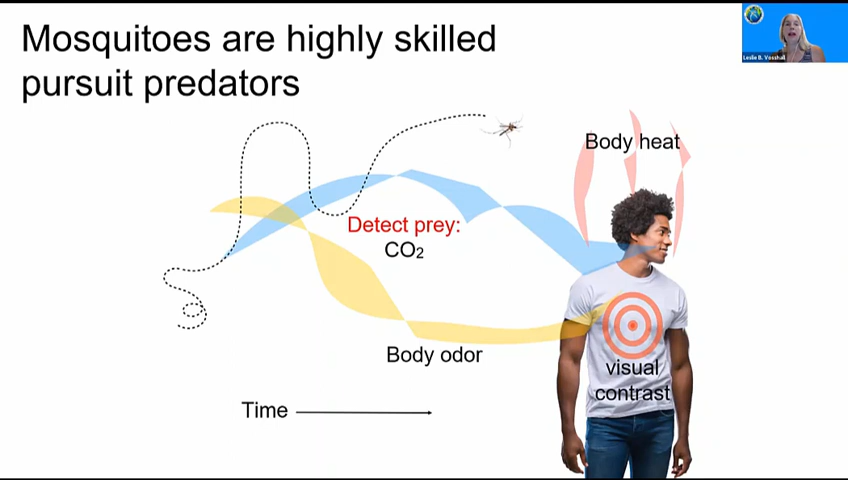 Mosquitoes are highly skilled
pursuit predators
Leslie B. Vosshall
Body heat
Detect prey:
CO₂
Body odor
visual
contrast
Time